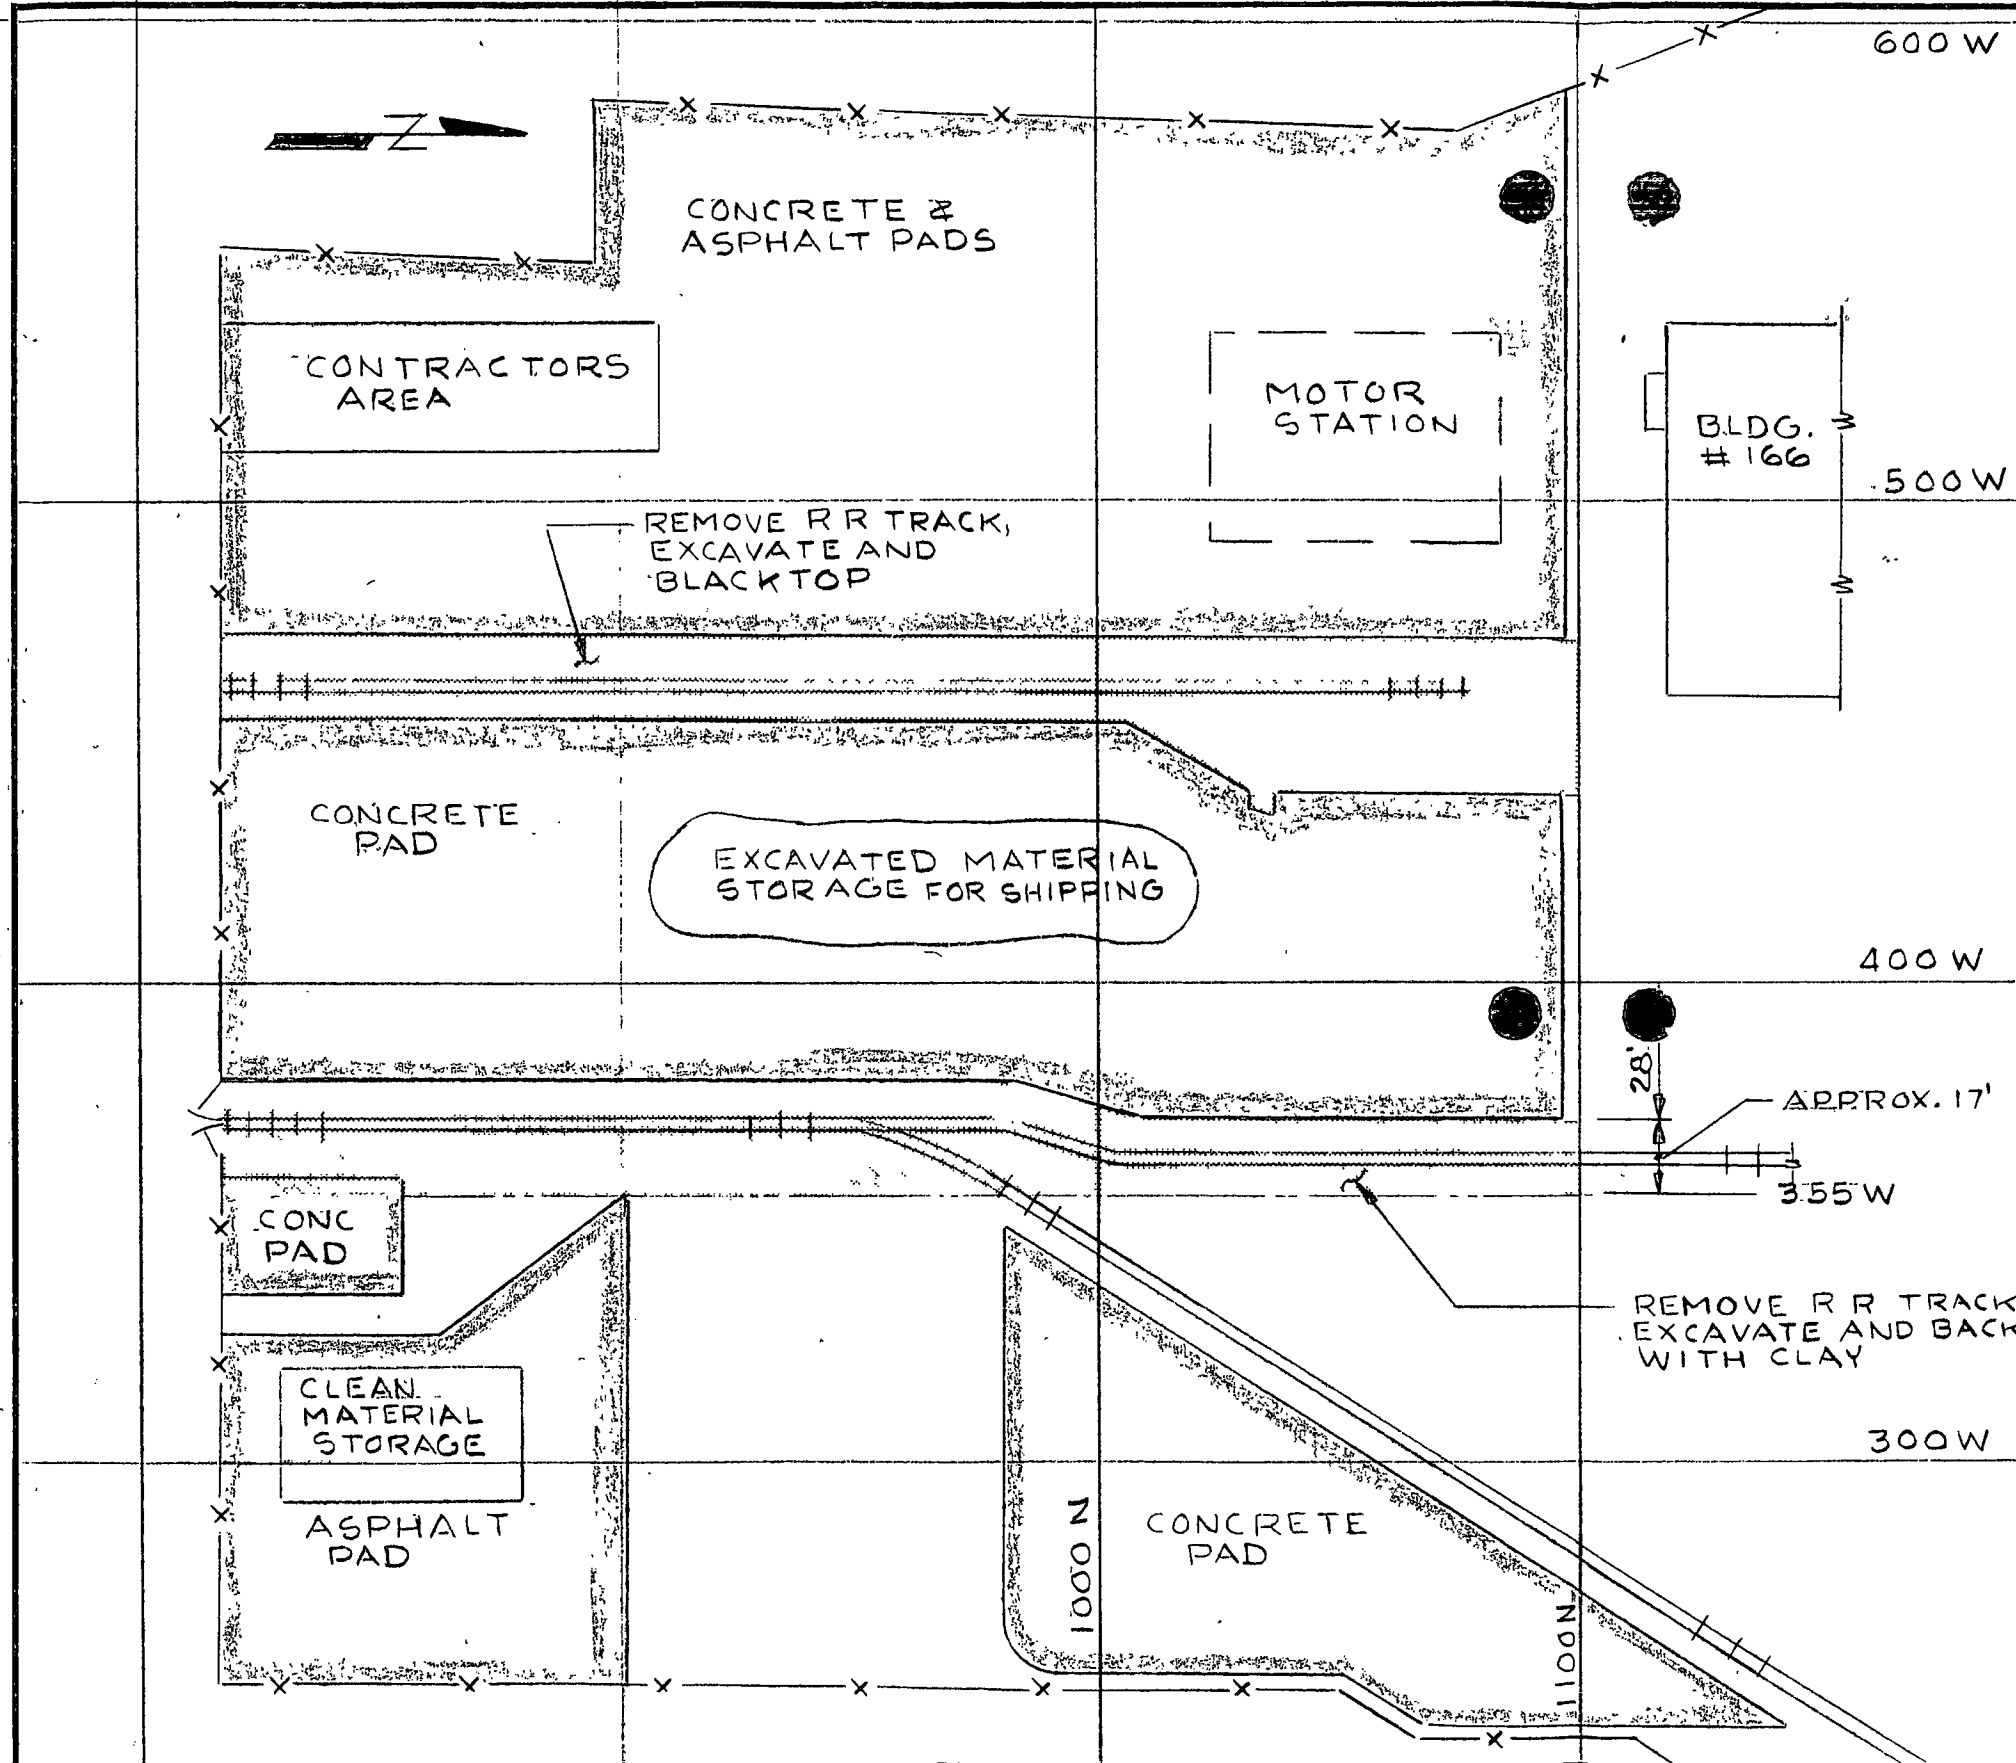 600 W
N
CONCRETE &
ASPHALT PADS
CONTRACTORS
AREA
MOTOR
STATION
BLDG.
# 166
500 W
REMOVE R R TRACK,
EXCAVATE AND
BLACKTOP
CONCRETE
PAD
EXCAVATED MATERIAL
STORAGE FOR SHIPPING
400 W
28'
APPROX. 17'
355 W
CONC
PAD
REMOVE R R TRACK
EXCAVATE AND BACK
WITH CLAY
CLEAN
MATERIAL
STORAGE
300 W
ASPHALT
PAD
1000 N
CONCRETE
PAD
1100 N